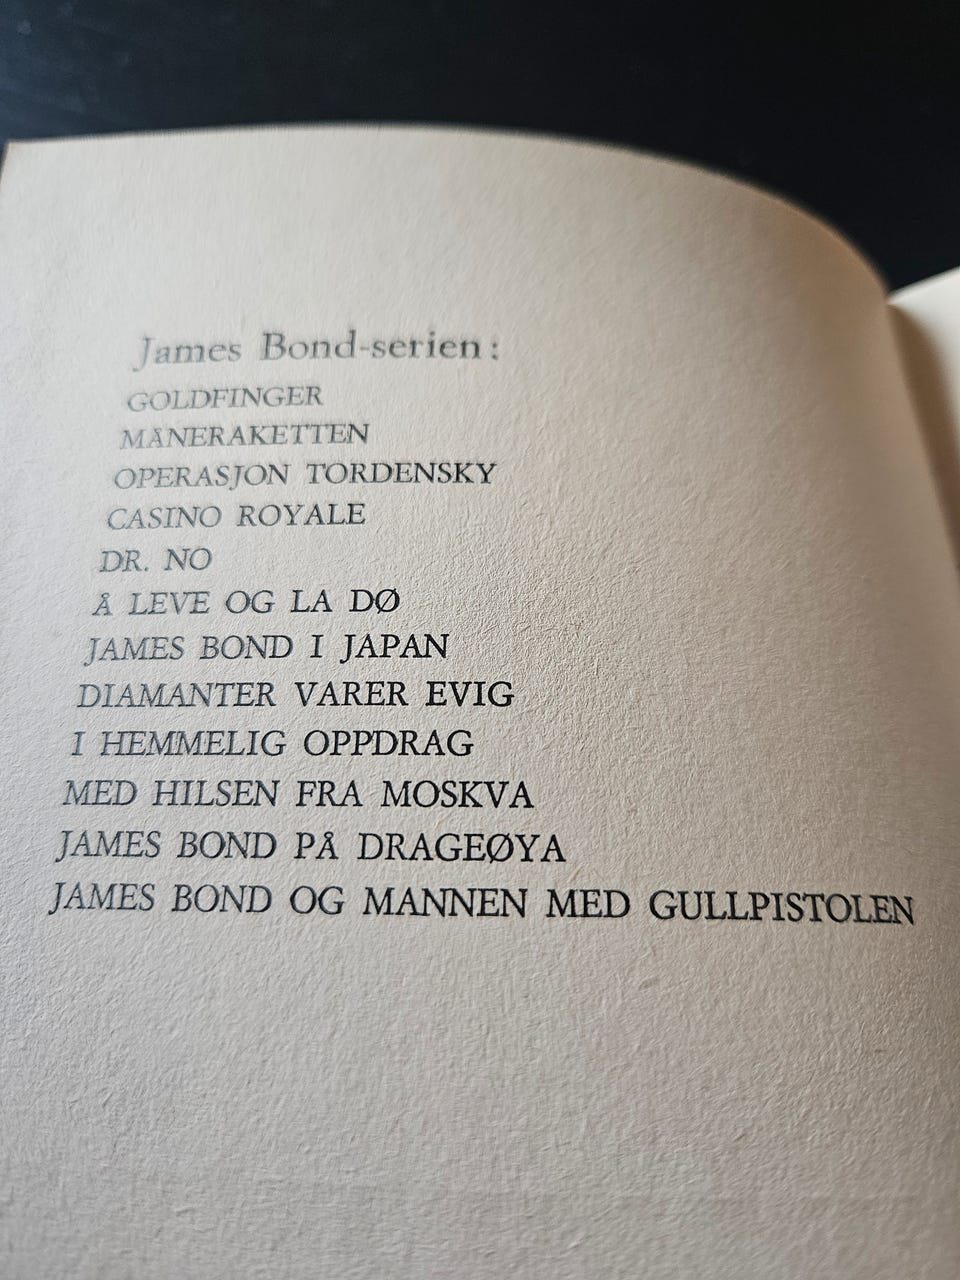 James Bond-serien:
GOLDFINGER
MÅNERAKETTEN
OPERASJON TORDENSKY
CASINO ROYALE
DR. NO
Å LEVE OG LA DØ
JAMES BOND I JAPAN
DIAMANTER VARER EVIG
I HEMMELIG OPPDRAG
MED HILSEN FRA MOSKVA
JAMES BOND PÅ DRAGEØYA
JAMES BOND OG MANNEN MED GULLPISTOLEN